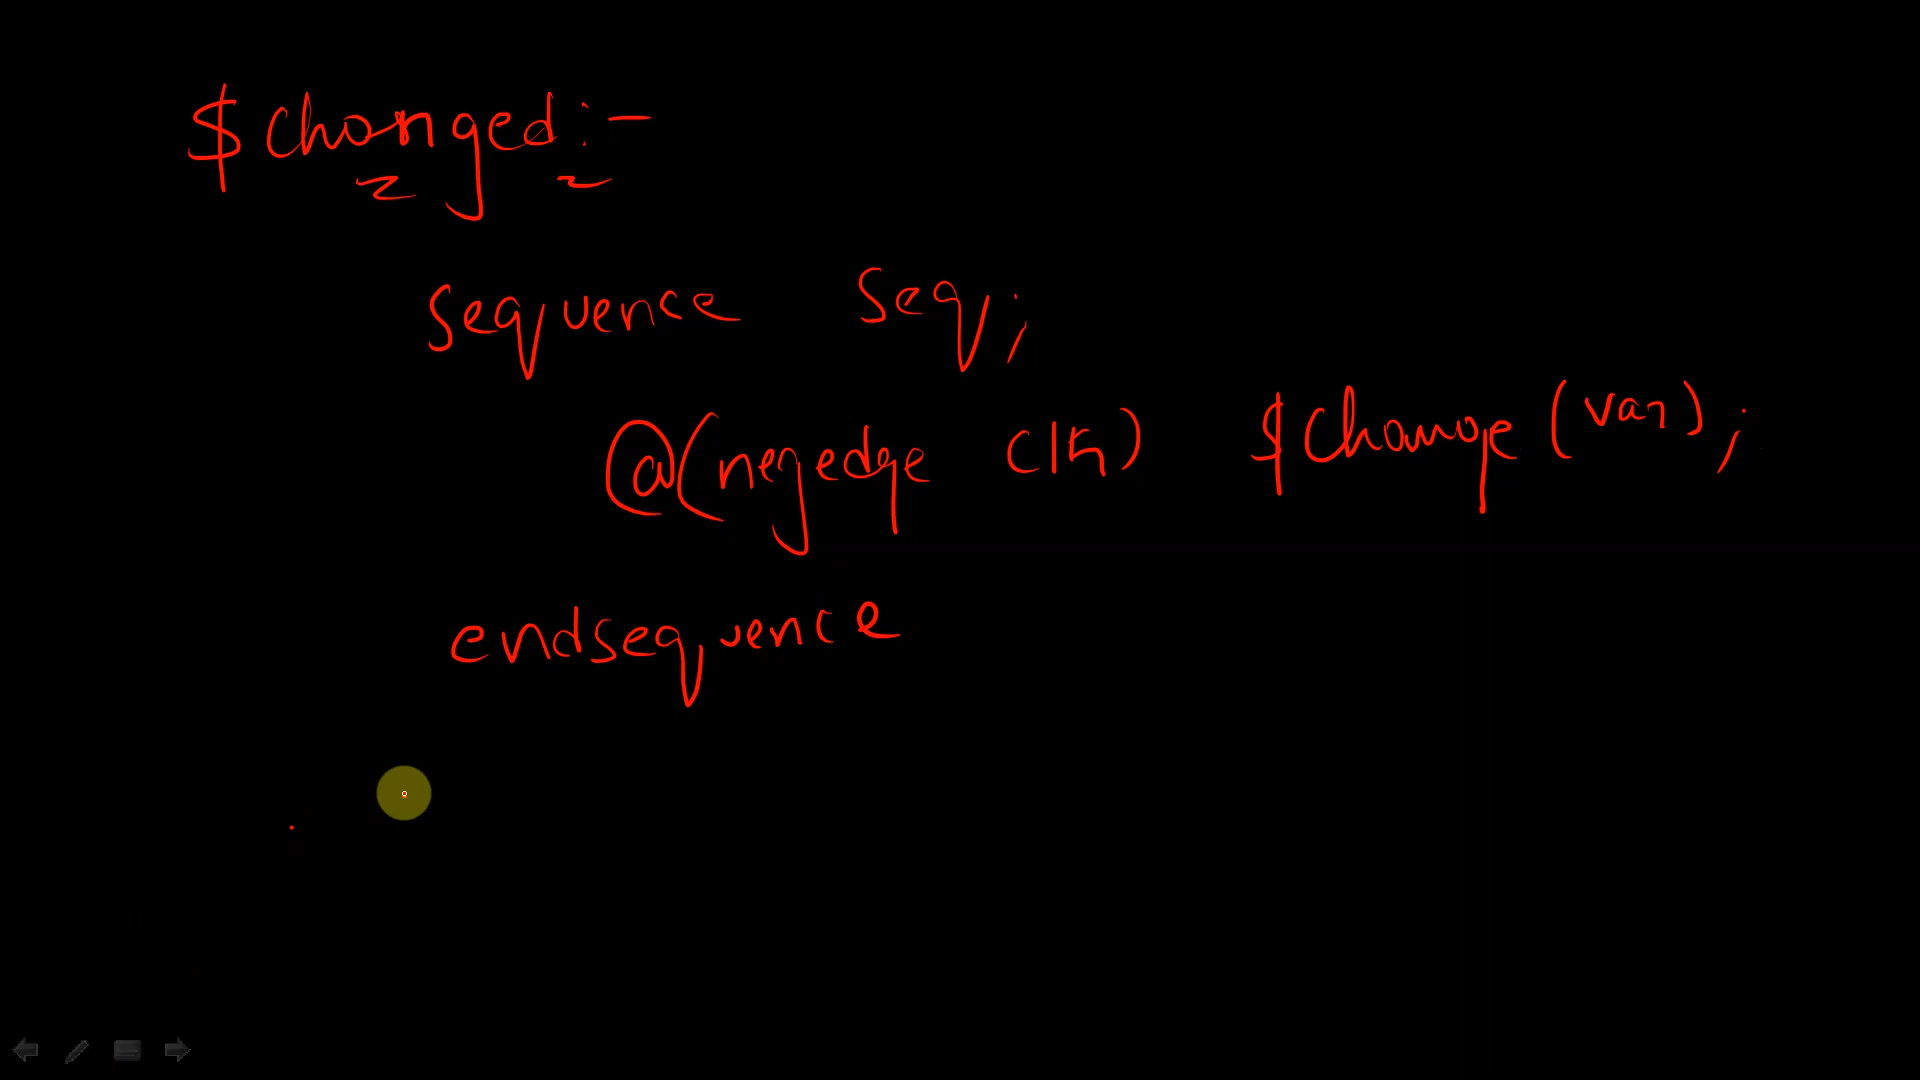 $changed:-
sequence seq;
@(negedge clk) $change(var);
endsequence